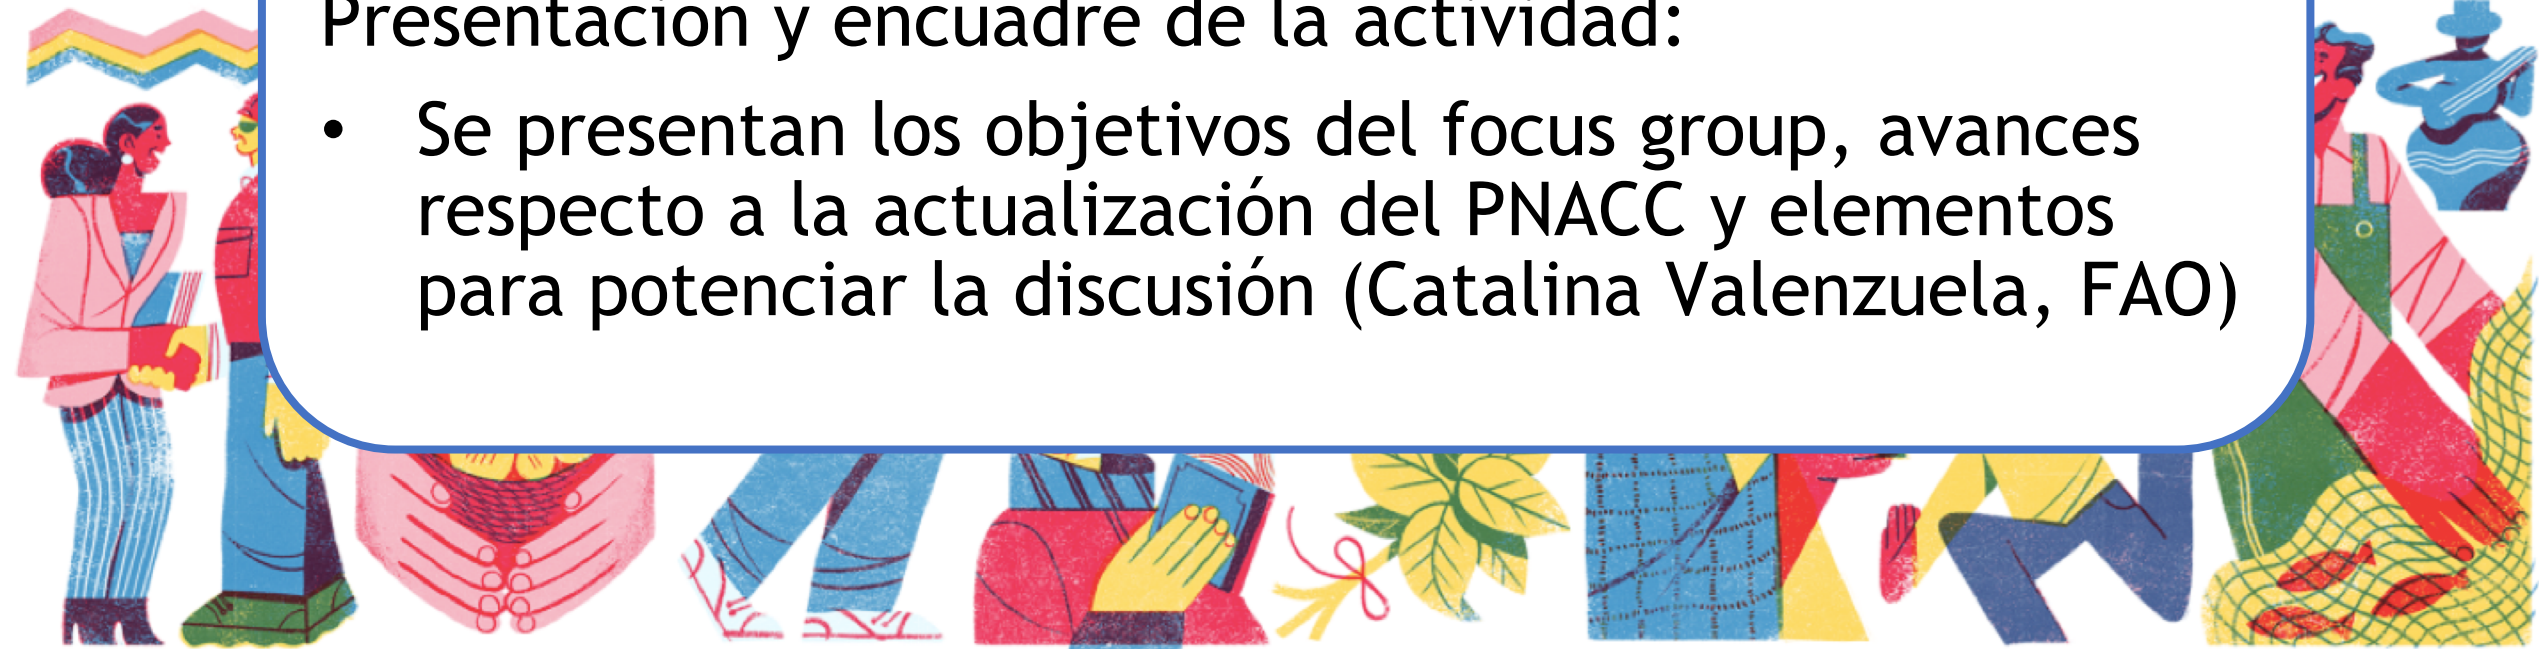 Presentación y encuadre de la actividad:
• Se presentan los objetivos del focus group, avances
respecto a la actualización del PNACC y elementos
para potenciar la discusión (Catalina Valenzuela, FAO)